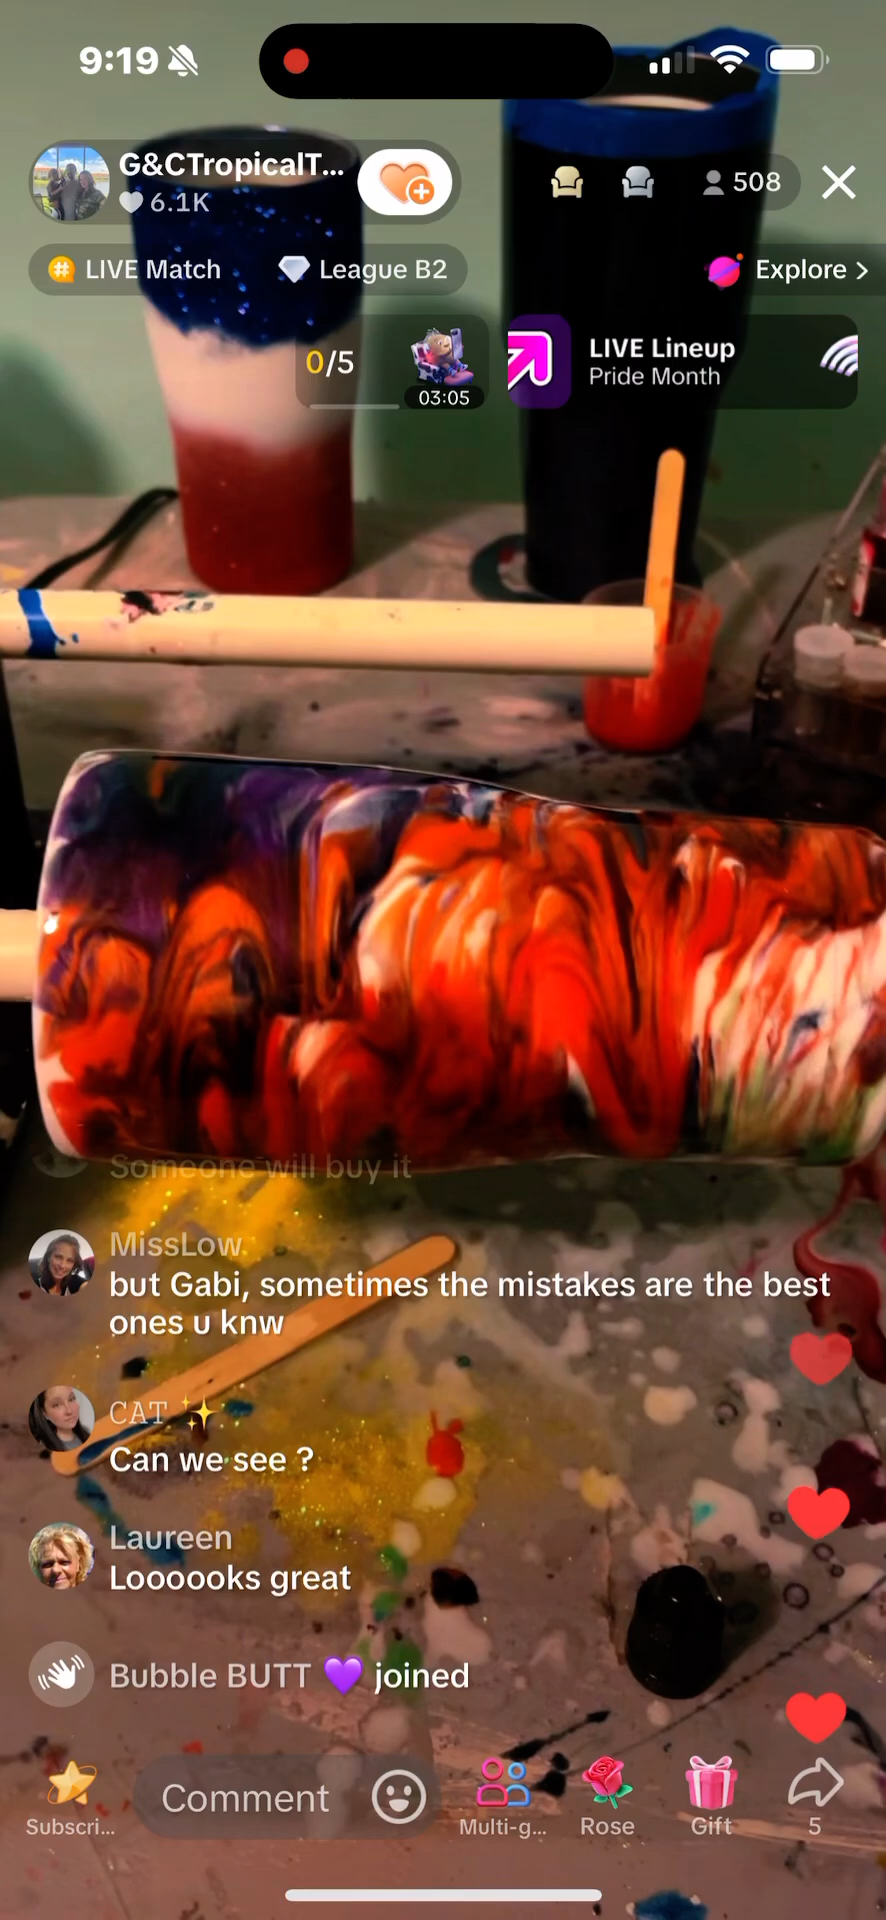 9:19
G&CTropicalT...
6.1K
508
LIVE Match
League B2
Explore >
0/5
03:05
LIVE Lineup
Pride Month
Someone will buy it
MissLow
but Gabi, sometimes the mistakes are the best
ones u knw
CAT ✨
Can we see ?
Laureen
Loooooks great
Bubble BUTT 💜 joined
Comment
Subscri...
Multi-g...
Rose
Gift
5